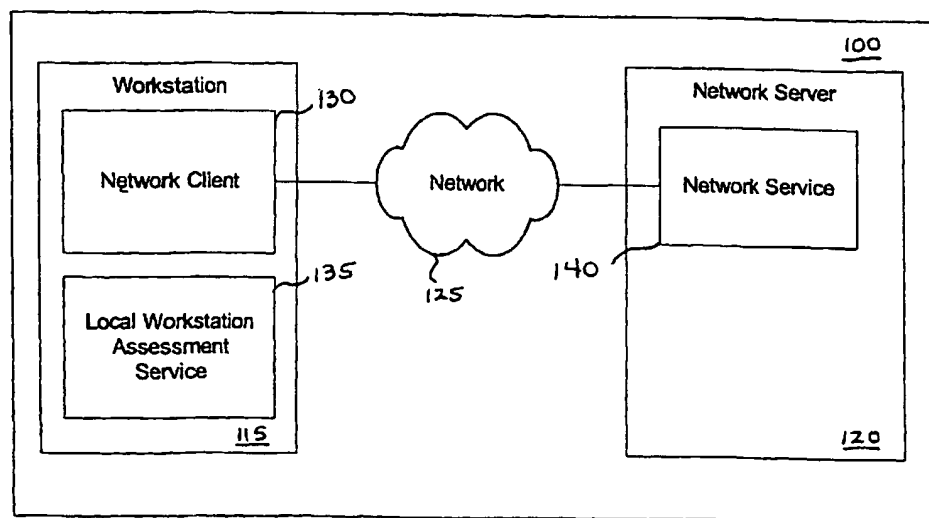 100
Workstation
130
Network Client
Network
125
Network Server
Network Service
140
135
Local Workstation
Assessment
Service
115
120